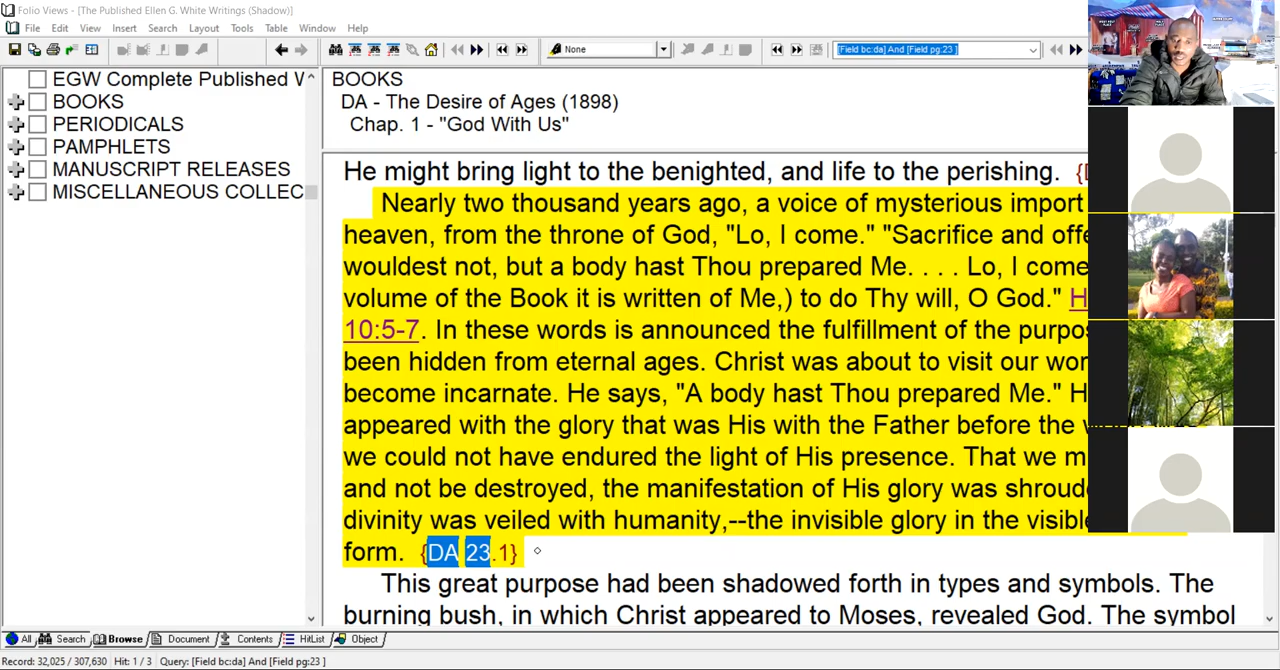 Folio Views - [The Published Ellen G. White Writings (Shadow)]
File Edit View Insert Search Layout Tools Table Window Help
None
[Field bc:da] And [Field pg:23 ]
EGW Complete Published W
BOOKS
PERIODICALS
PAMPHLETS
MANUSCRIPT RELEASES
MISCELLANEOUS COLLEC
BOOKS
DA - The Desire of Ages (1898)
Chap. 1 - "God With Us"
He might bring light to the benighted, and life to the perishing. {D
Nearly two thousand years ago, a voice of mysterious import
heaven, from the throne of God, "Lo, I come." "Sacrifice and offe
wouldest not, but a body hast Thou prepared Me. . . . Lo, I come
volume of the Book it is written of Me,) to do Thy will, O God." H
10:5-7. In these words is announced the fulfillment of the purpos
been hidden from eternal ages. Christ was about to visit our wor
become incarnate. He says, "A body hast Thou prepared Me." H
appeared with the glory that was His with the Father before the
we could not have endured the light of His presence. That we m
and not be destroyed, the manifestation of His glory was shroude
divinity was veiled with humanity,--the invisible glory in the visible
form. {DA 23.1}
This great purpose had been shadowed forth in types and symbols. The
burning bush, in which Christ appeared to Moses, revealed God. The symbol
All Search Browse Document Contents HitList Object
Record: 32,025 / 307,630 Hit: 1 / 3 Query: [Field bc:da] And [Field pg:23 ]